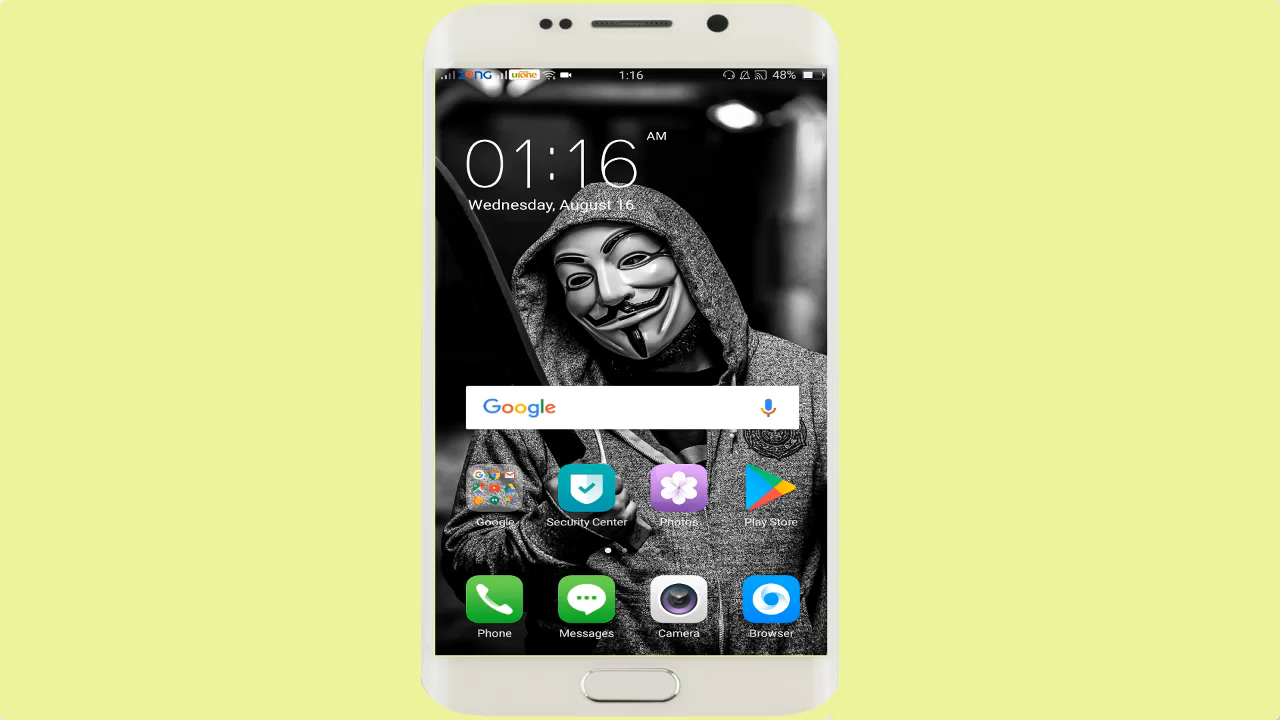 ZONG ufone 1:16 48%
01:16 AM
Wednesday, August 16
Google
Google Security Center Photos Play Store
Phone Messages Camera Browser